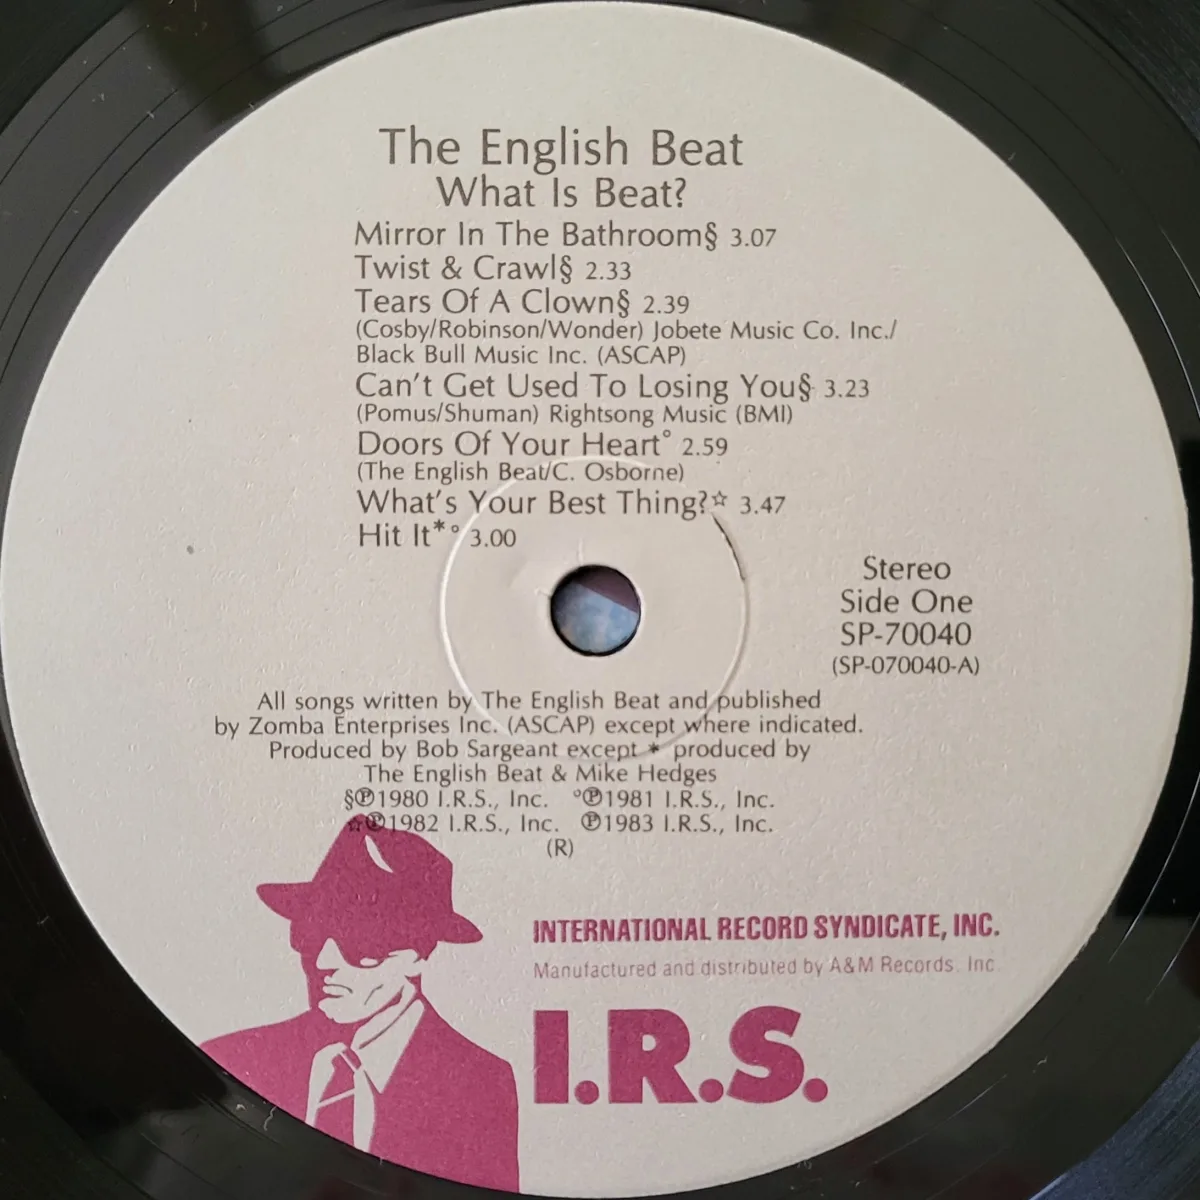 The English Beat
What Is Beat?
Mirror In The Bathroom§ 3.07
Twist & Crawl§ 2.33
Tears Of A Clown§ 2.39
(Cosby/Robinson/Wonder) Jobete Music Co. Inc./
Black Bull Music Inc. (ASCAP)
Can't Get Used To Losing You§ 3.23
(Pomus/Shuman) Rightsong Music (BMI)
Doors Of Your Heart° 2.59
(The English Beat/C. Osborne)
What's Your Best Thing?☆ 3.47
Hit It*° 3.00
Stereo
Side One
SP-70040
(SP-070040-A)
All songs written by The English Beat and published
by Zomba Enterprises Inc. (ASCAP) except where indicated.
Produced by Bob Sargeant except * produced by
The English Beat & Mike Hedges
§℗1980 I.R.S., Inc. °℗1981 I.R.S., Inc.
☆℗1982 I.R.S., Inc. ℗1983 I.R.S., Inc.
(R)
INTERNATIONAL RECORD SYNDICATE, INC.
Manufactured and distributed by A&M Records, Inc.
I.R.S.